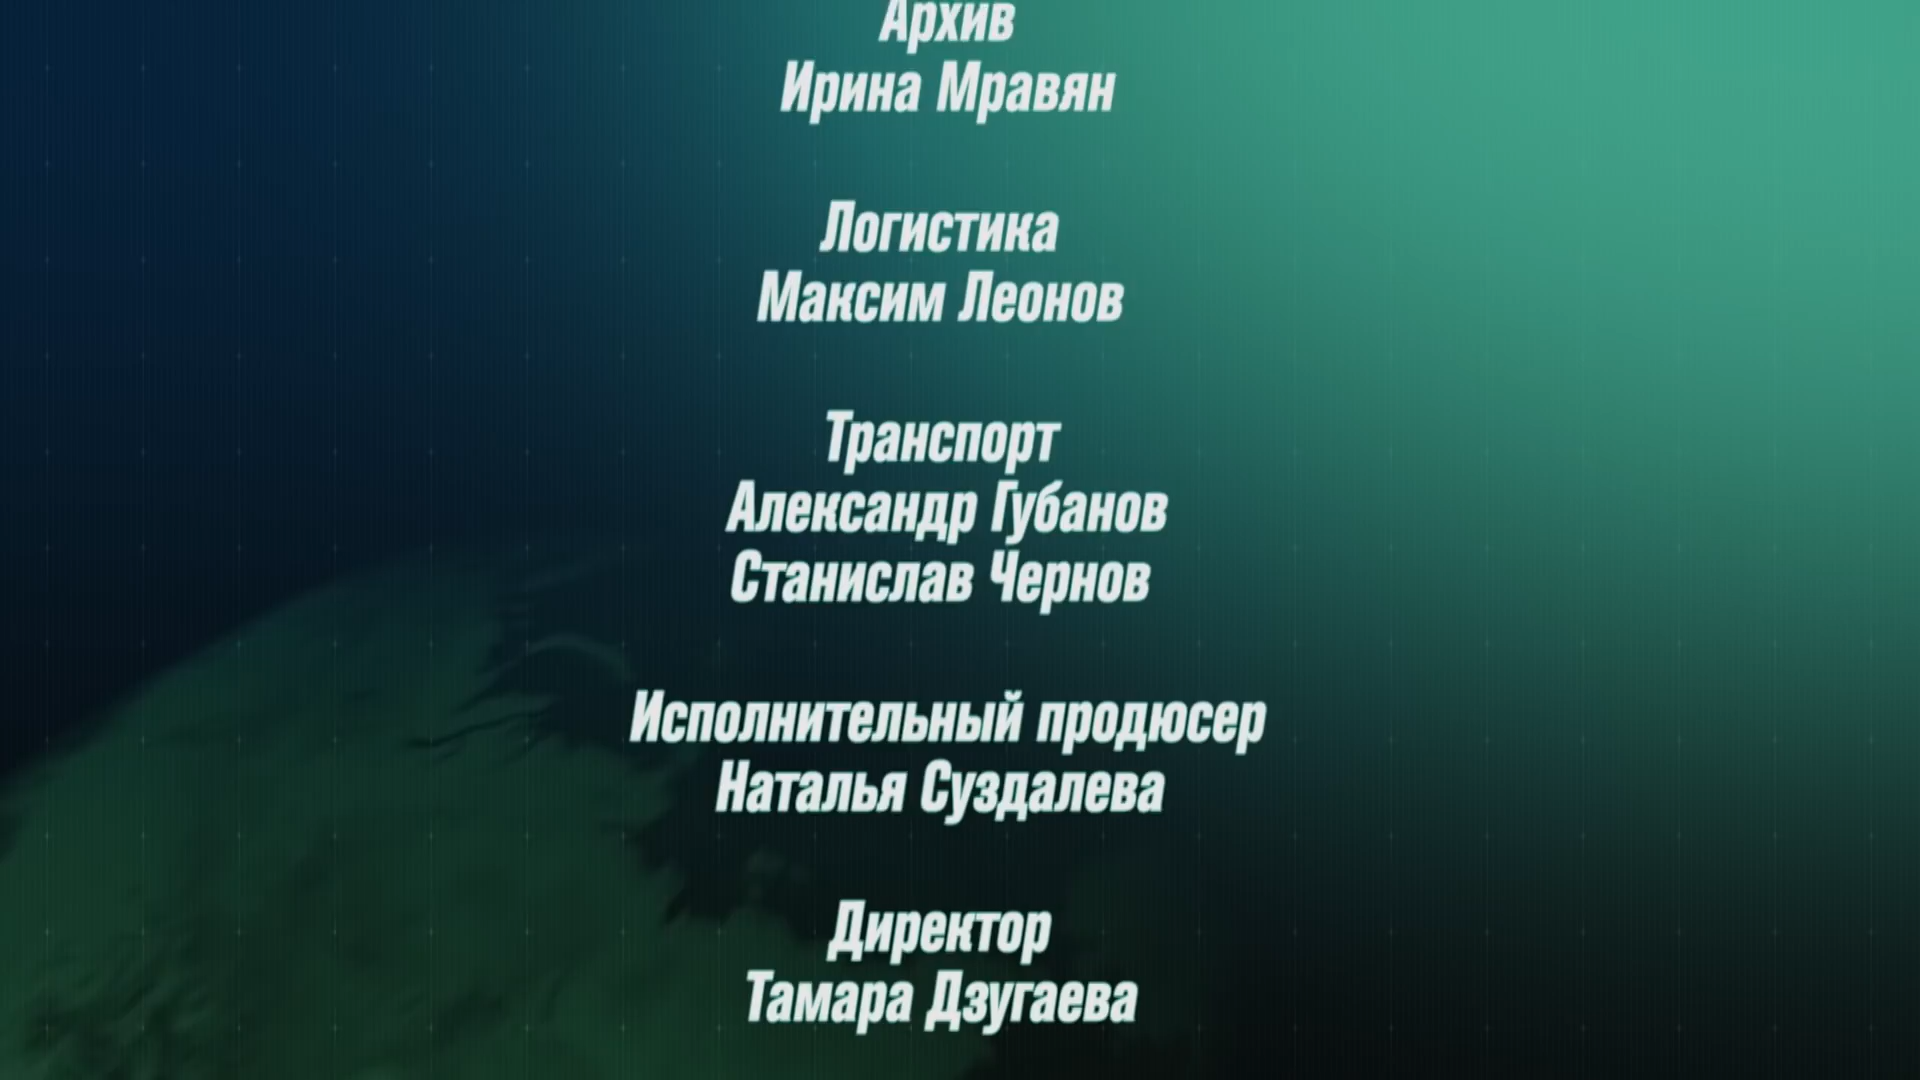 Архив
Ирина Мравян
Логистика
Максим Леонов
Транспорт
Александр Губанов
Станислав Чернов
Исполнительный продюсер
Наталья Суздалева
Директор
Тамара Дзугаева